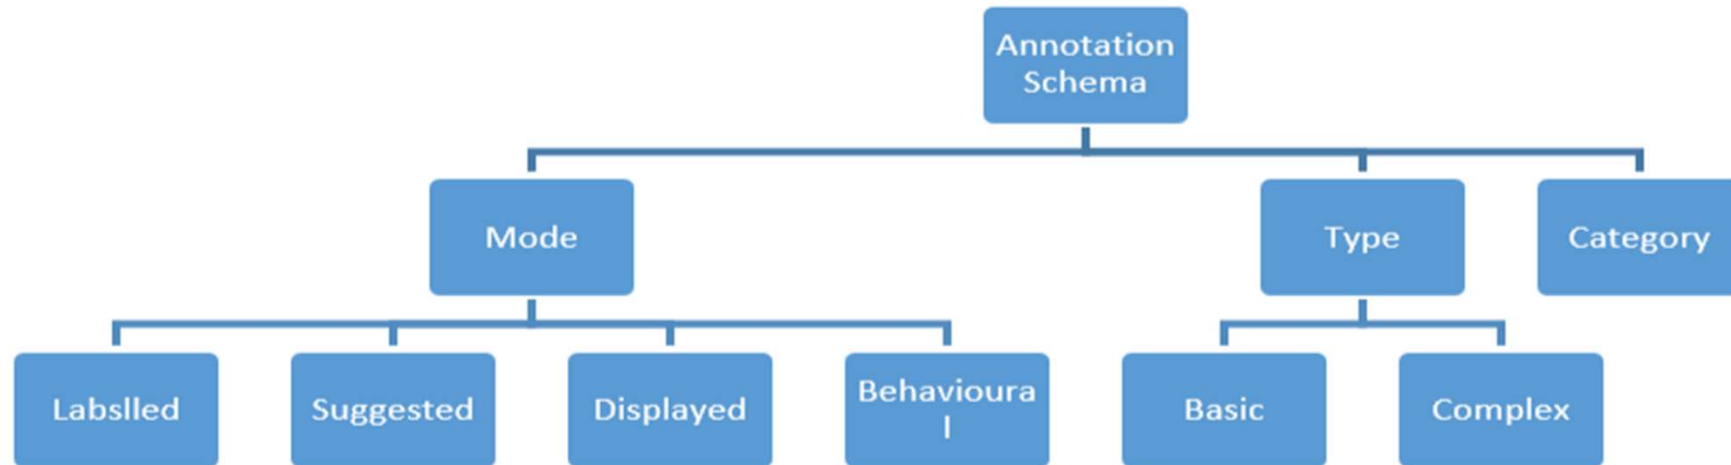 Annotation
Schema
Mode
Type
Category
Labslled
Suggested
Displayed
Behavioura
l
Basic
Complex